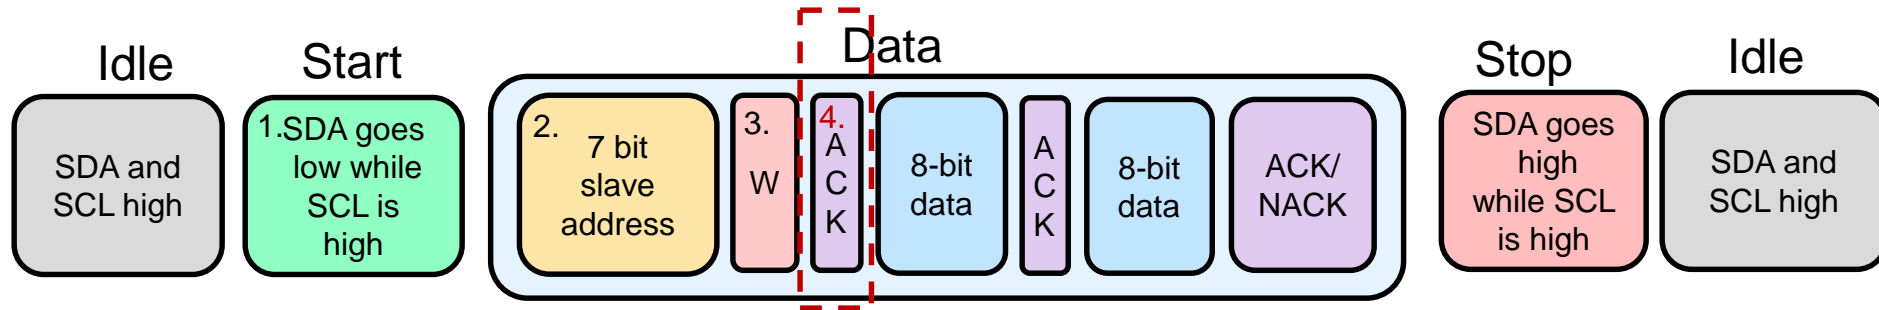 Idle
Start
Data
Stop
Idle
SDA and
SCL high
1.SDA goes
low while
SCL is
high
2.
7 bit
slave
address
3.
W
4.
A
C
K
8-bit
data
A
C
K
8-bit
data
ACK/
NACK
SDA goes
high
while SCL
is high
SDA and
SCL high